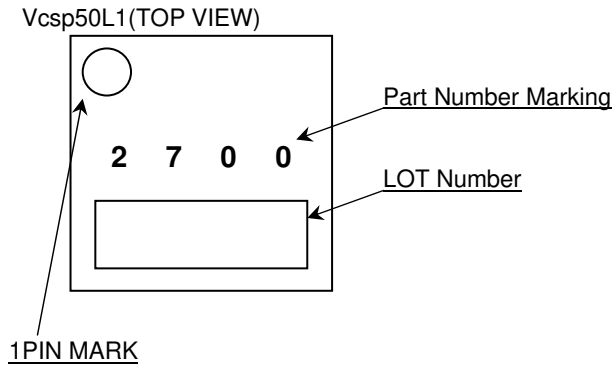 Vcsp50L1(TOP VIEW)
Part Number Marking
2 7 0 0
LOT Number
1PIN MARK